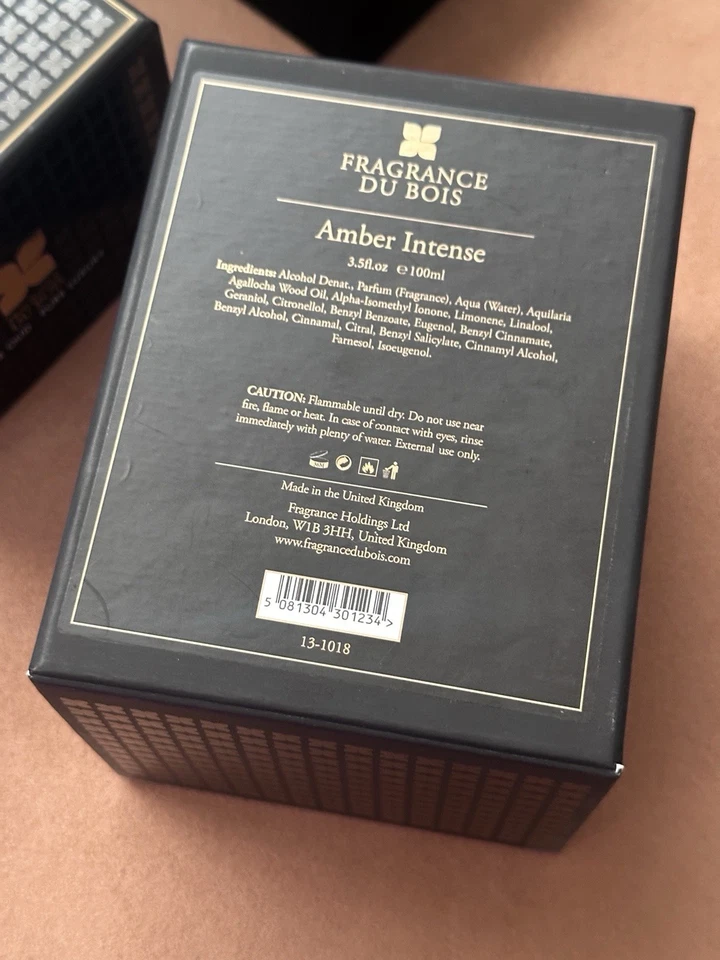 FRAGRANCE
DU BOIS
Amber Intense
3.5fl.oz ℮100ml
Ingredients: Alcohol Denat., Parfum (Fragrance), Aqua (Water), Aquilaria
Agallocha Wood Oil, Alpha-Isomethyl Ionone, Limonene, Linalool,
Geraniol, Citronellol, Benzyl Benzoate, Eugenol, Benzyl Cinnamate,
Benzyl Alcohol, Cinnamal, Citral, Benzyl Salicylate, Cinnamyl Alcohol,
Farnesol, Isoeugenol.
CAUTION: Flammable until dry. Do not use near
fire, flame or heat. In case of contact with eyes, rinse
immediately with plenty of water. External use only.
Made in the United Kingdom
Fragrance Holdings Ltd
London, W1B 3HH, United Kingdom
www.fragrancedubois.com
5 081304 301234 >
13-1018